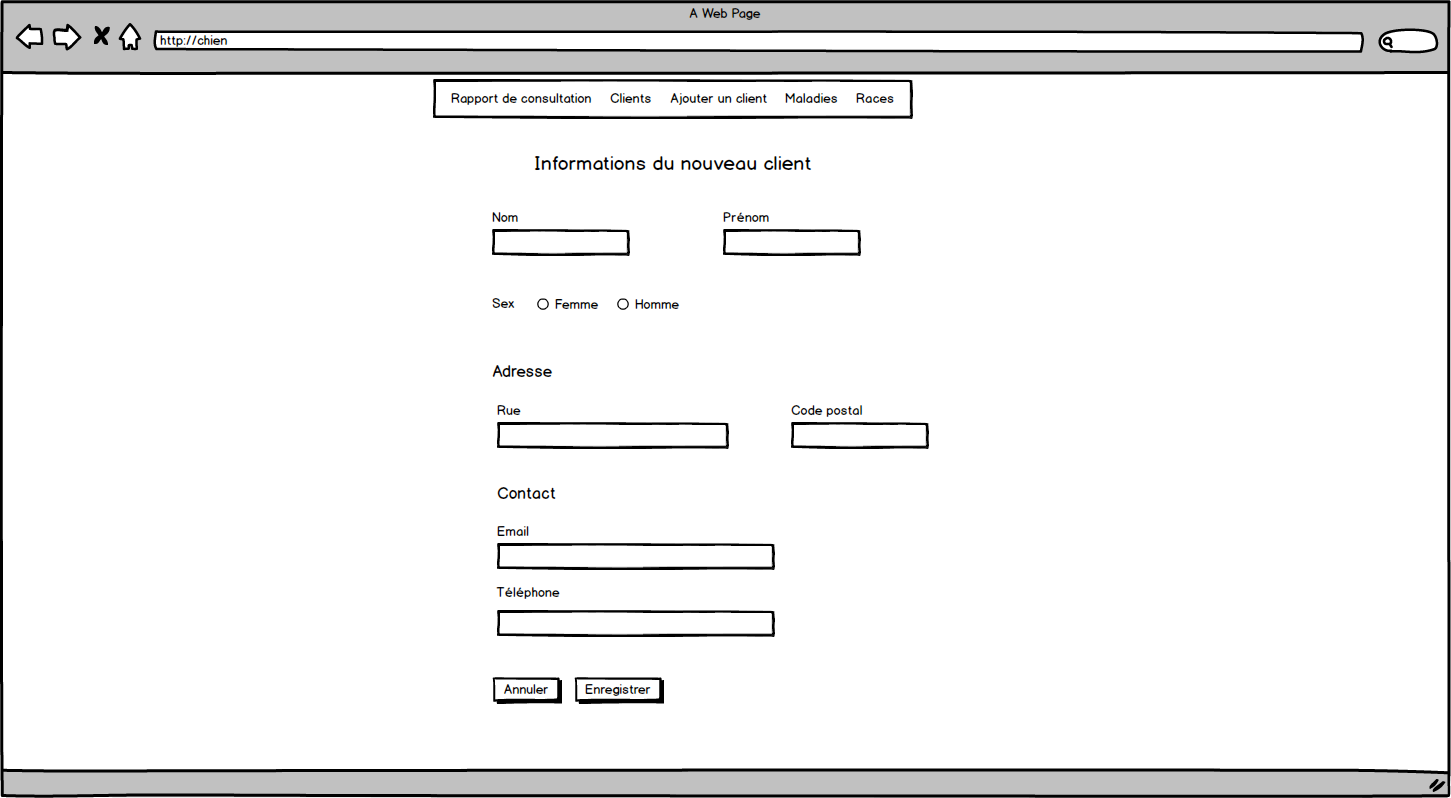 A Web Page
http://chien
Rapport de consultation Clients Ajouter un client Maladies Races
Informations du nouveau client
Nom Prénom
Sex Femme Homme
Adresse
Rue Code postal
Contact
Email
Téléphone
Annuler Enregistrer